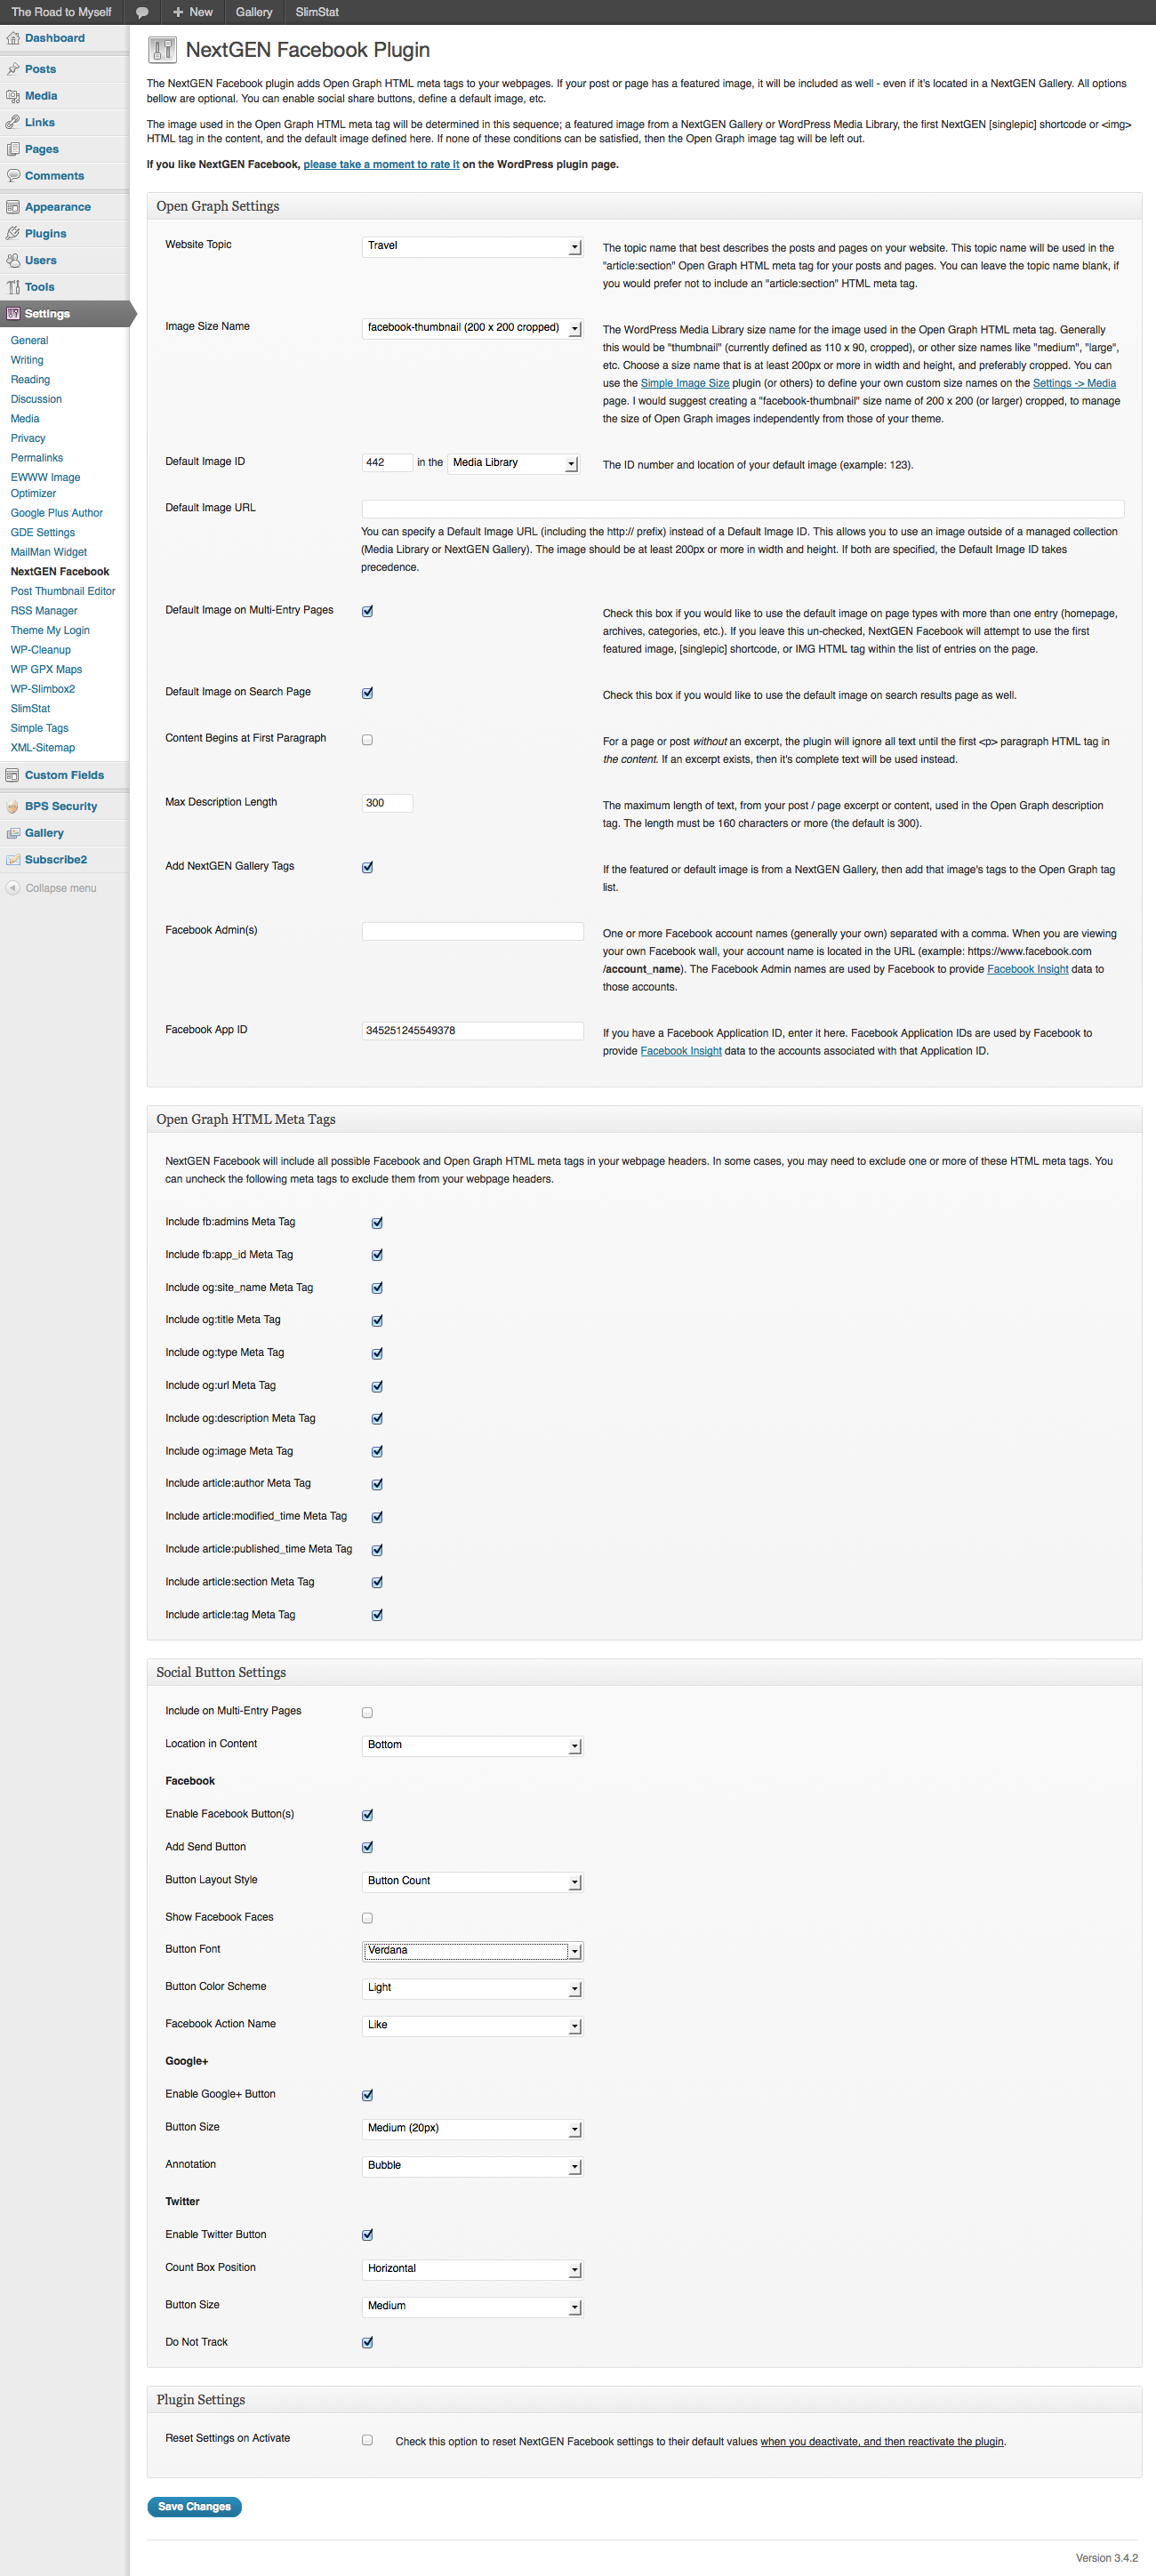 The Road to Myself
New
Gallery
SlimStat
Dashboard
Posts
Media
Links
Pages
Comments
Appearance
Plugins
Users
Tools
Settings
General
Writing
Reading
Discussion
Media
Privacy
Permalinks
EWWW Image
Optimizer
Google Plus Author
GDE Settings
MailMan Widget
NextGEN Facebook
Post Thumbnail Editor
RSS Manager
Theme My Login
WP-Cleanup
WP GPX Maps
WP-Slimbox2
SlimStat
Simple Tags
XML-Sitemap
Custom Fields
BPS Security
Gallery
Subscribe2
Collapse menu
NextGEN Facebook Plugin
The NextGEN Facebook plugin adds Open Graph HTML meta tags to your webpages. If your post or page has a featured image, it will be included as well - even if it's located in a NextGEN Gallery. All options
bellow are optional. You can enable social share buttons, define a default image, etc.
The image used in the Open Graph HTML meta tag will be determined in this sequence; a featured image from a NextGEN Gallery or WordPress Media Library, the first NextGEN [singlepic] shortcode or <img>
HTML tag in the content, and the default image defined here. If none of these conditions can be satisfied, then the Open Graph image tag will be left out.
If you like NextGEN Facebook, please take a moment to rate it on the WordPress plugin page.
Open Graph Settings
Website Topic
Travel
The topic name that best describes the posts and pages on your website. This topic name will be used in the
"article:section" Open Graph HTML meta tag for your posts and pages. You can leave the topic name blank, if
you would prefer not to include an "article:section" HTML meta tag.
Image Size Name
facebook-thumbnail (200 x 200 cropped)
The WordPress Media Library size name for the image used in the Open Graph HTML meta tag. Generally
this would be "thumbnail" (currently defined as 110 x 90, cropped), or other size names like "medium", "large",
etc. Choose a size name that is at least 200px or more in width and height, and preferably cropped. You can
use the Simple Image Size plugin (or others) to define your own custom size names on the Settings -> Media
page. I would suggest creating a "facebook-thumbnail" size name of 200 x 200 (or larger) cropped, to manage
the size of Open Graph images independently from those of your theme.
Default Image ID
442 in the Media Library
The ID number and location of your default image (example: 123).
Default Image URL
You can specify a Default Image URL (including the http:// prefix) instead of a Default Image ID. This allows you to use an image outside of a managed collection
(Media Library or NextGEN Gallery). The image should be at least 200px or more in width and height. If both are specified, the Default Image ID takes
precedence.
Default Image on Multi-Entry Pages
Check this box if you would like to use the default image on page types with more than one entry (homepage,
archives, categories, etc.). If you leave this un-checked, NextGEN Facebook will attempt to use the first
featured image, [singlepic] shortcode, or IMG HTML tag within the list of entries on the page.
Default Image on Search Page
Check this box if you would like to use the default image on search results page as well.
Content Begins at First Paragraph
For a page or post without an excerpt, the plugin will ignore all text until the first <p> paragraph HTML tag in
the content. If an excerpt exists, then it's complete text will be used instead.
Max Description Length
300
The maximum length of text, from your post / page excerpt or content, used in the Open Graph description
tag. The length must be 160 characters or more (the default is 300).
Add NextGEN Gallery Tags
If the featured or default image is from a NextGEN Gallery, then add that image's tags to the Open Graph tag
list.
Facebook Admin(s)
One or more Facebook account names (generally your own) separated with a comma. When you are viewing
your own Facebook wall, your account name is located in the URL (example: https://www.facebook.com
/account_name). The Facebook Admin names are used by Facebook to provide Facebook Insight data to
those accounts.
Facebook App ID
345251245549378
If you have a Facebook Application ID, enter it here. Facebook Application IDs are used by Facebook to
provide Facebook Insight data to the accounts associated with that Application ID.
Open Graph HTML Meta Tags
NextGEN Facebook will include all possible Facebook and Open Graph HTML meta tags in your webpage headers. In some cases, you may need to exclude one or more of these HTML meta tags. You
can uncheck the following meta tags to exclude them from your webpage headers.
Include fb:admins Meta Tag
Include fb:app_id Meta Tag
Include og:site_name Meta Tag
Include og:title Meta Tag
Include og:type Meta Tag
Include og:url Meta Tag
Include og:description Meta Tag
Include og:image Meta Tag
Include article:author Meta Tag
Include article:modified_time Meta Tag
Include article:published_time Meta Tag
Include article:section Meta Tag
Include article:tag Meta Tag
Social Button Settings
Include on Multi-Entry Pages
Location in Content
Bottom
Facebook
Enable Facebook Button(s)
Add Send Button
Button Layout Style
Button Count
Show Facebook Faces
Button Font
Verdana
Button Color Scheme
Light
Facebook Action Name
Like
Google+
Enable Google+ Button
Button Size
Medium (20px)
Annotation
Bubble
Twitter
Enable Twitter Button
Count Box Position
Horizontal
Button Size
Medium
Do Not Track
Plugin Settings
Reset Settings on Activate
Check this option to reset NextGEN Facebook settings to their default values when you deactivate, and then reactivate the plugin.
Save Changes
Version 3.4.2